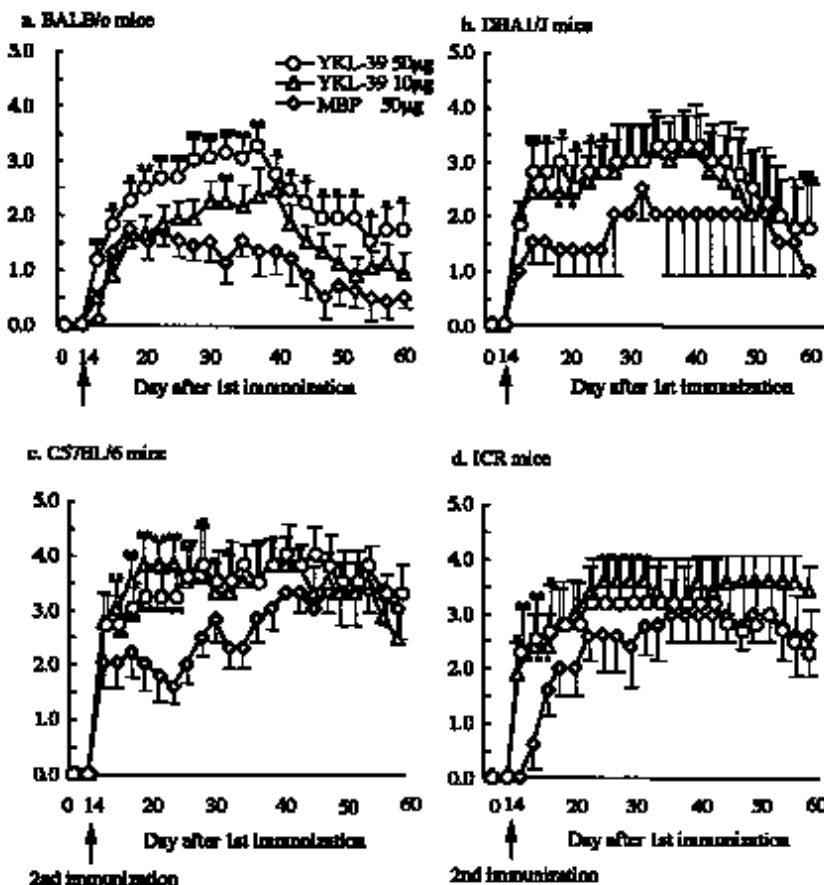 a. BALB/c mice
5.0
4.0
3.0
2.0
1.0
0.0
YKL-39 50μg
YKL-39 10μg
MBP 50μg
0 14 20 30 40 50 60
Day after 1st immunization
b. DBA1/J mice
5.0
4.0
3.0
2.0
1.0
0.0
0 14 20 30 40 50 60
Day after 1st immunization
c. C57BL/6 mice
5.0
4.0
3.0
2.0
1.0
0.0
0 14 20 30 40 50 60
Day after 1st immunization
2nd immunization
d. ICR mice
5.0
4.0
3.0
2.0
1.0
0.0
0 14 20 30 40 50 60
Day after 1st immunization
2nd immunization